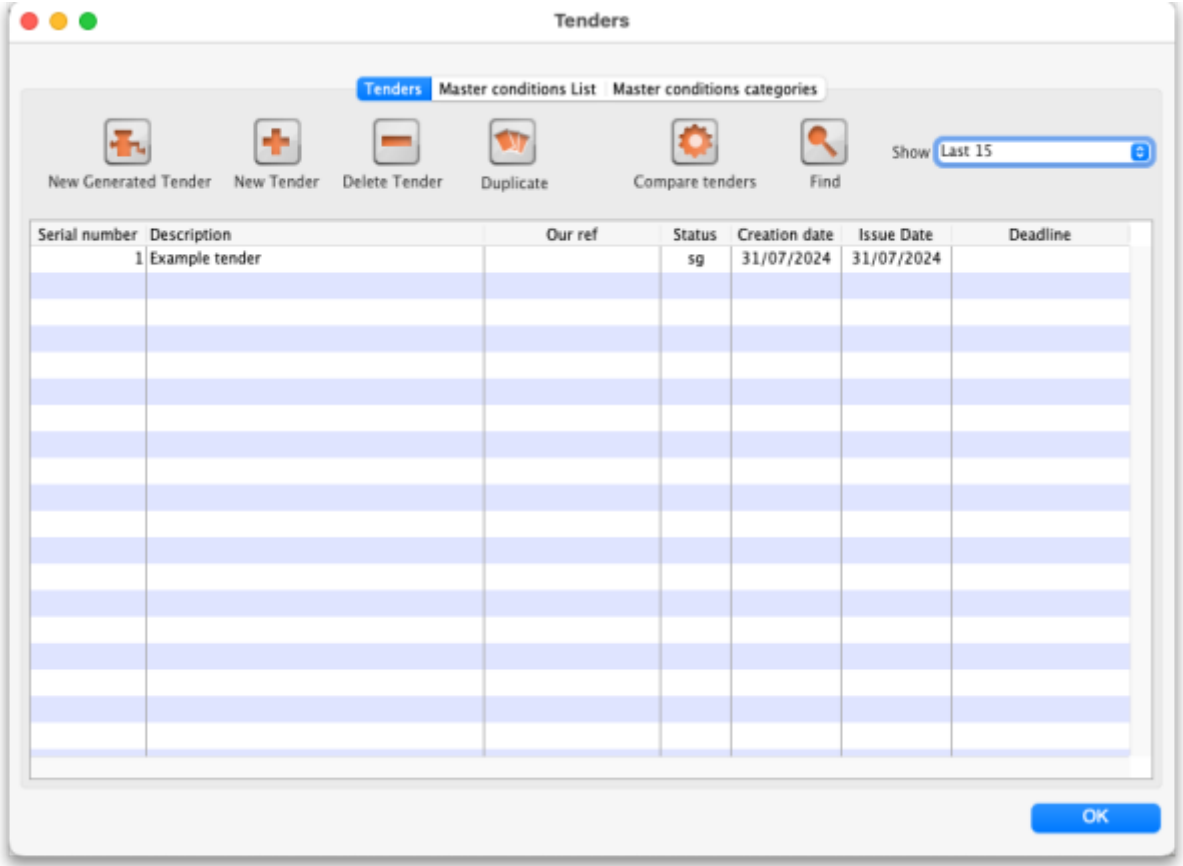 Tenders
Tenders Master conditions List Master conditions categories
New Generated Tender New Tender Delete Tender Duplicate Compare tenders Find Show Last 15
Serial number Description Our ref Status Creation date Issue Date Deadline
1 Example tender sg 31/07/2024 31/07/2024
OK